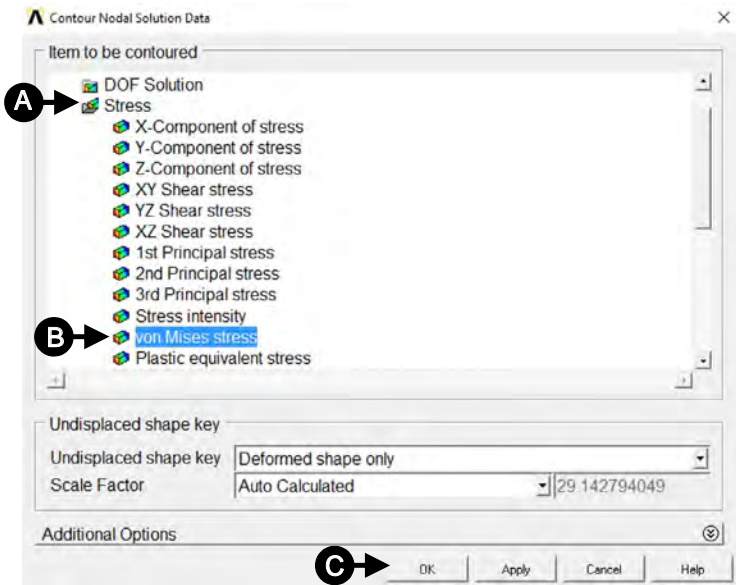 Contour Nodal Solution Data
Item to be contoured
DOF Solution
A Stress
X-Component of stress
Y-Component of stress
Z-Component of stress
XY Shear stress
YZ Shear stress
XZ Shear stress
1st Principal stress
2nd Principal stress
3rd Principal stress
Stress intensity
B von Mises stress
Plastic equivalent stress
Undisplaced shape key
Undisplaced shape key Deformed shape only
Scale Factor Auto Calculated 29.142794049
Additional Options
C OK Apply Cancel Help